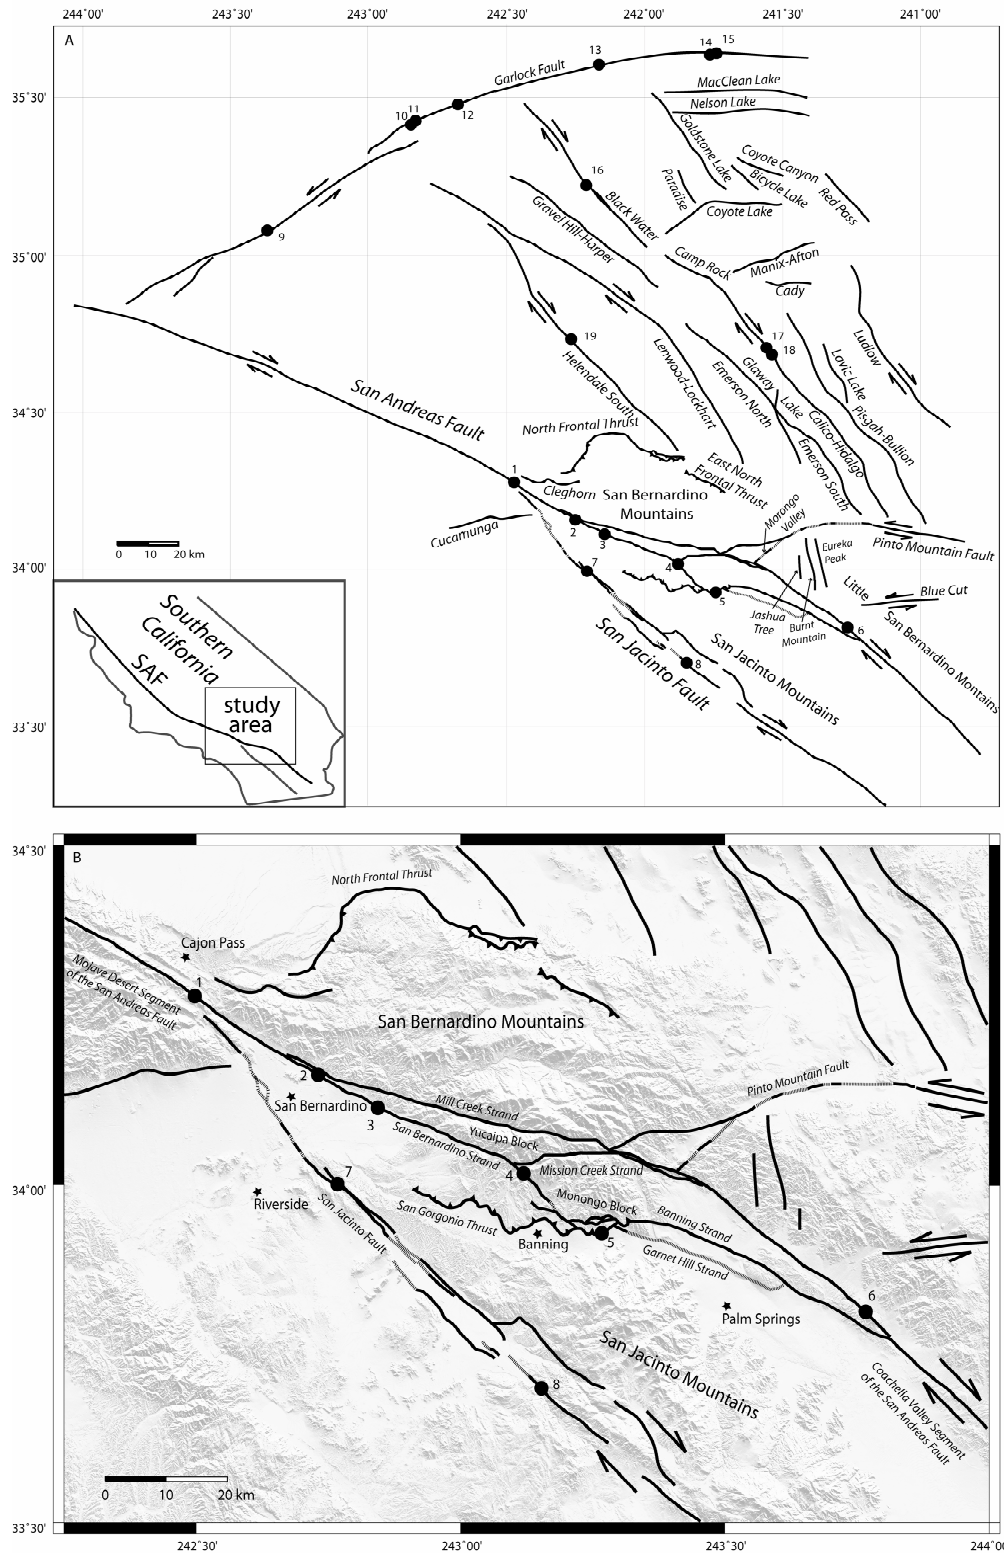 244°00'
243°30'
243°00'
242°30'
242°00'
241°30'
241°00'
A
35°30'
35°00'
34°30'
34°00'
33°30'
Garlock Fault
13
14
15
10
11
12
9
MacClean Lake
Nelson Lake
Goldstone Lake
Coyote Canyon
Bicycle Lake
Red Pass
Paradise
Coyote Lake
16
Black Water
Gravel Hill-Harper
Camp Rock
Manix-Afton
Cady
Ludlow
17
18
19
Helendale South
Lenwood-Lockhart
Emerson North
Glaway
Lake
Emerson South
Calico-Hidalgo
Lavic Lake
Pisgah-Bullion
San Andreas Fault
North Frontal Thrust
East North
Frontal Thrust
1
Cleghorn
San Bernardino
Mountains
Cucamunga
2
3
4
5
6
7
8
Morongo
Valley
Pinto Mountain Fault
Eureka
Peak
Jashua
Tree
Burnt
Mountain
Blue Cut
Little
San Bernardino Montains
San Jacinto Mountains
San Jacinto Fault
0 10 20 km
Southern
California
SAF
study
area
B
34°30'
34°00'
33°30'
North Frontal Thrust
Cajon Pass
Mojave Desert Segment
of the San Andreas Fault
1
San Bernardino Mountains
2
San Bernardino
3
Mill Creek Strand
Yucaipa Block
San Bernardino Strand
Pinto Mountain Fault
4
Mission Creek Strand
Monungo Block
7
Riverside
San Jacinto Fault
San Gorgonio Thrust
Banning
5
Banning Strand
Garnet Hill Strand
6
Palm Springs
San Jacinto Mountains
8
Coachella Valley Segment
of the San Andreas Fault
0 10 20 km
242°30'
243°00'
243°30'
244°00'